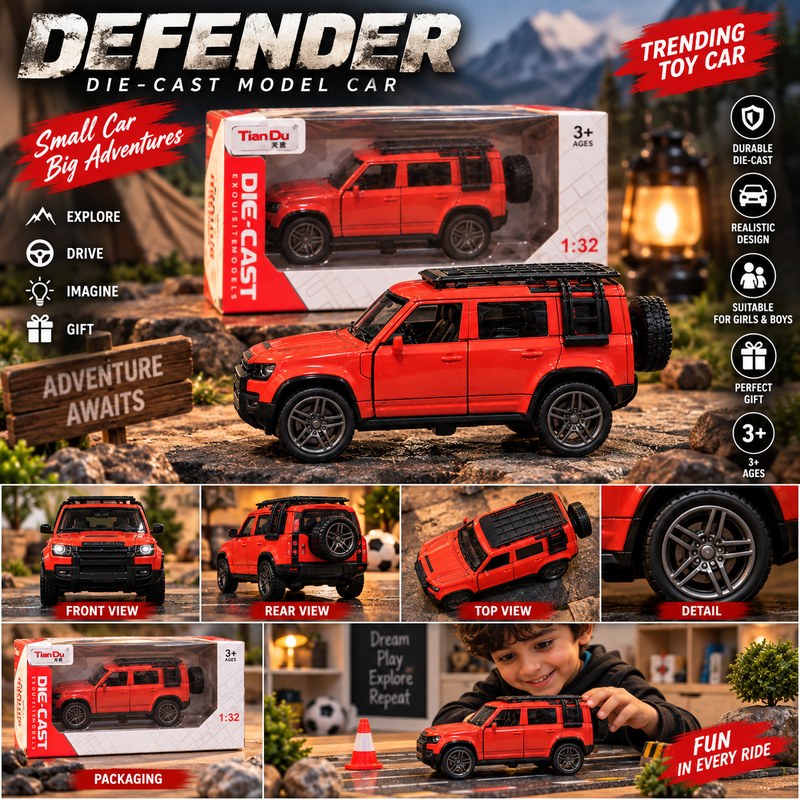 DEFENDER
DIE-CAST MODEL CAR
TRENDING
TOY CAR
Small Car
Big Adventures
EXPLORE
DRIVE
IMAGINE
GIFT
ADVENTURE
AWAITS
TianDu
天度
3+
AGES
DIE-CAST
EXQUISITEMODELS
1:32
DURABLE
DIE-CAST
REALISTIC
DESIGN
SUITABLE
FOR GIRLS & BOYS
PERFECT
GIFT
3+
3+
AGES
FRONT VIEW
REAR VIEW
TOP VIEW
DETAIL
TianDu
3+
AGES
DIE-CAST
EXQUISITEMODELS
1:32
PACKAGING
Dream
Play
Explore
Repeat
FUN
IN EVERY RIDE